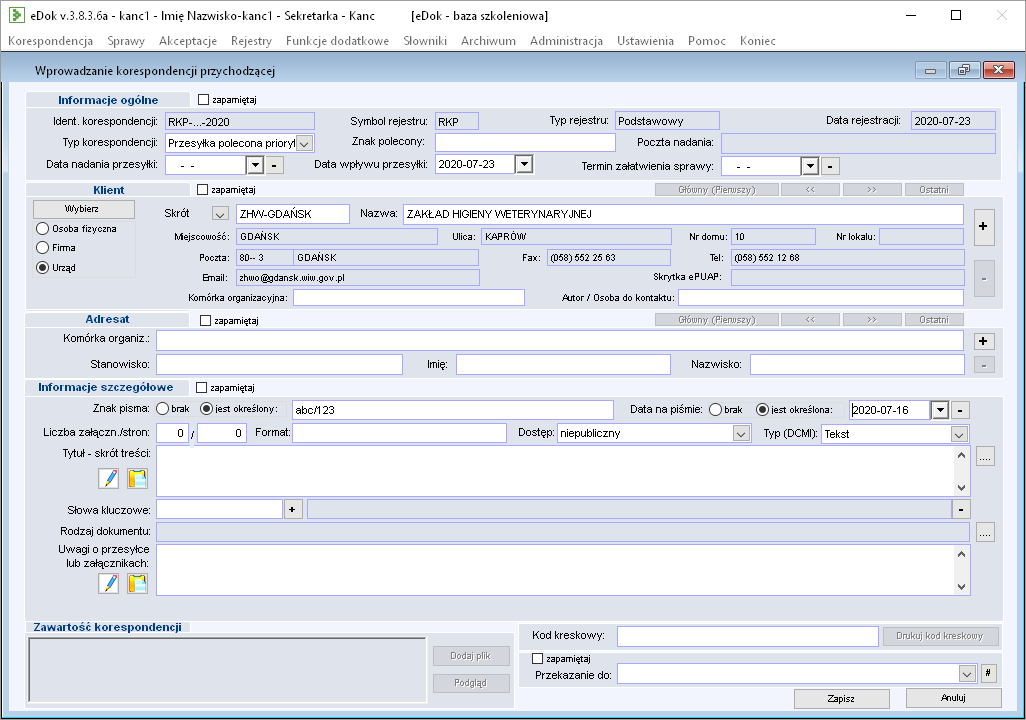 eDok v.3.8.3.6a - kanc1 - Imię Nazwisko-kanc1 - Sekretarka - Kanc [eDok - baza szkoleniowa]
Korespondencja Sprawy Akceptacje Rejestry Funkcje dodatkowe Słowniki Archiwum Administracja Ustawienia Pomoc Koniec
Wprowadzanie korespondencji przychodzącej
Informacje ogólne zapamiętaj
Ident. korespondencji: RKP-...-2020 Symbol rejestru: RKP Typ rejestru: Podstawowy Data rejestracji: 2020-07-23
Typ korespondencji: Przesyłka polecona prioryt Znak polecony: Poczta nadania:
Data nadania przesyłki: - - - Data wpływu przesyłki: 2020-07-23 Termin załatwienia sprawy: - - -
Klient zapamiętaj Główny (Pierwszy) << >> Ostatni
Wybierz Skrót ZHW-GDAŃSK Nazwa: ZAKŁAD HIGIENY WETERYNARYJNEJ +
Osoba fizyczna Miejscowość: GDAŃSK Ulica: KAPRÓW Nr domu: 10 Nr lokalu:
Firma Poczta: 80-- 3 GDAŃSK Fax: (058) 552 25 63 Tel: (058) 552 12 68
Urząd Email: zhwo@gdansk.wiw.gov.pl Skrytka ePUAP: -
Komórka organizacyjna: Autor / Osoba do kontaktu:
Adresat zapamiętaj Główny (Pierwszy) << >> Ostatni
Komórka organiz.: +
Stanowisko: Imię: Nazwisko: -
Informacje szczegółowe zapamiętaj
Znak pisma: brak jest określony: abc/123 Data na piśmie: brak jest określona: 2020-07-16 -
Liczba załączn./stron: 0 / 0 Format: Dostęp: niepubliczny Typ (DCMI): Tekst
Tytuł - skrót treści: ....
Słowa kluczowe: + -
Rodzaj dokumentu: ....
Uwagi o przesyłce
lub załącznikach:
Zawartość korespondencji
Dodaj plik
Podgląd
Kod kreskowy: Drukuj kod kreskowy
zapamiętaj
Przekazanie do: #
Zapisz Anuluj